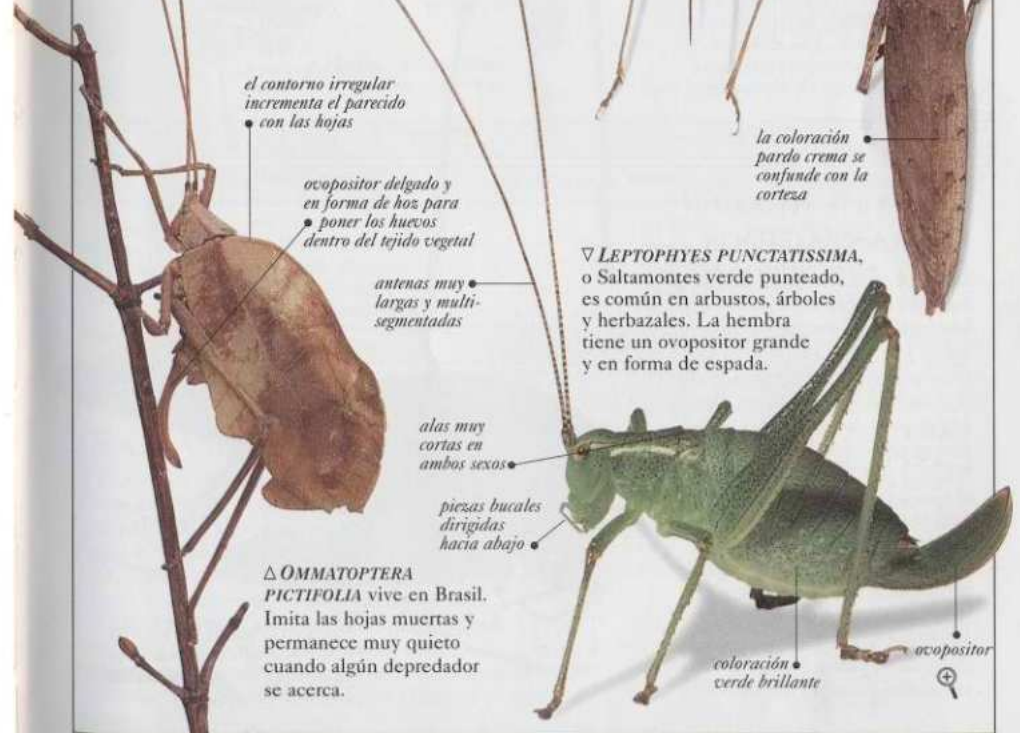 el contorno irregular
incrementa el parecido
con las hojas
ovopositor delgado y
en forma de hoz para
poner los huevos
dentro del tejido vegetal
antenas muy
largas y multi-
segmentadas
la coloración
pardo crema se
confunde con la
corteza
▽ LEPTOPHYES PUNCTATISSIMA,
o Saltamontes verde punteado,
es común en arbustos, árboles
y herbazales. La hembra
tiene un ovopositor grande
y en forma de espada.
alas muy
cortas en
ambos sexos
piezas bucales
dirigidas
hacia abajo
△ OMMATOPTERA
PICTIFOLIA vive en Brasil.
Imita las hojas muertas y
permanece muy quieto
cuando algún depredador
se acerca.
coloración
verde brillante
ovopositor